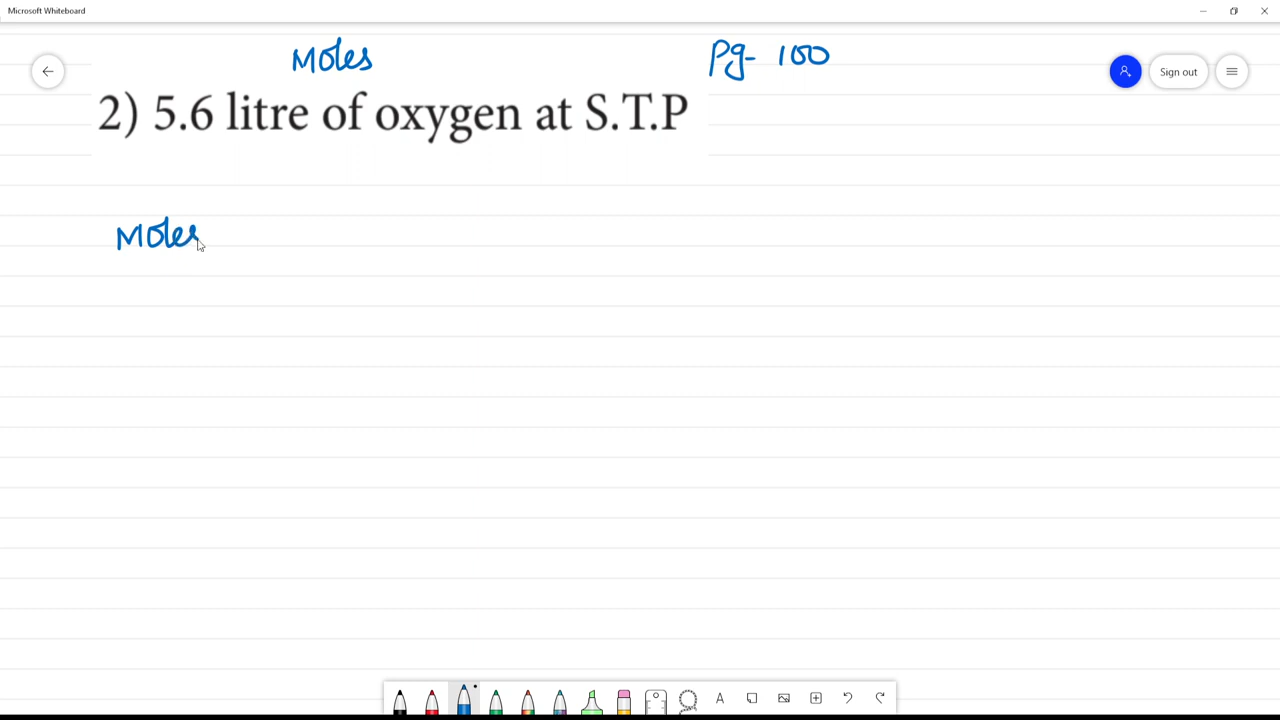 Microsoft Whiteboard
Moles Pg- 100
Sign out
2) 5.6 litre of oxygen at S.T.P
Moles
A